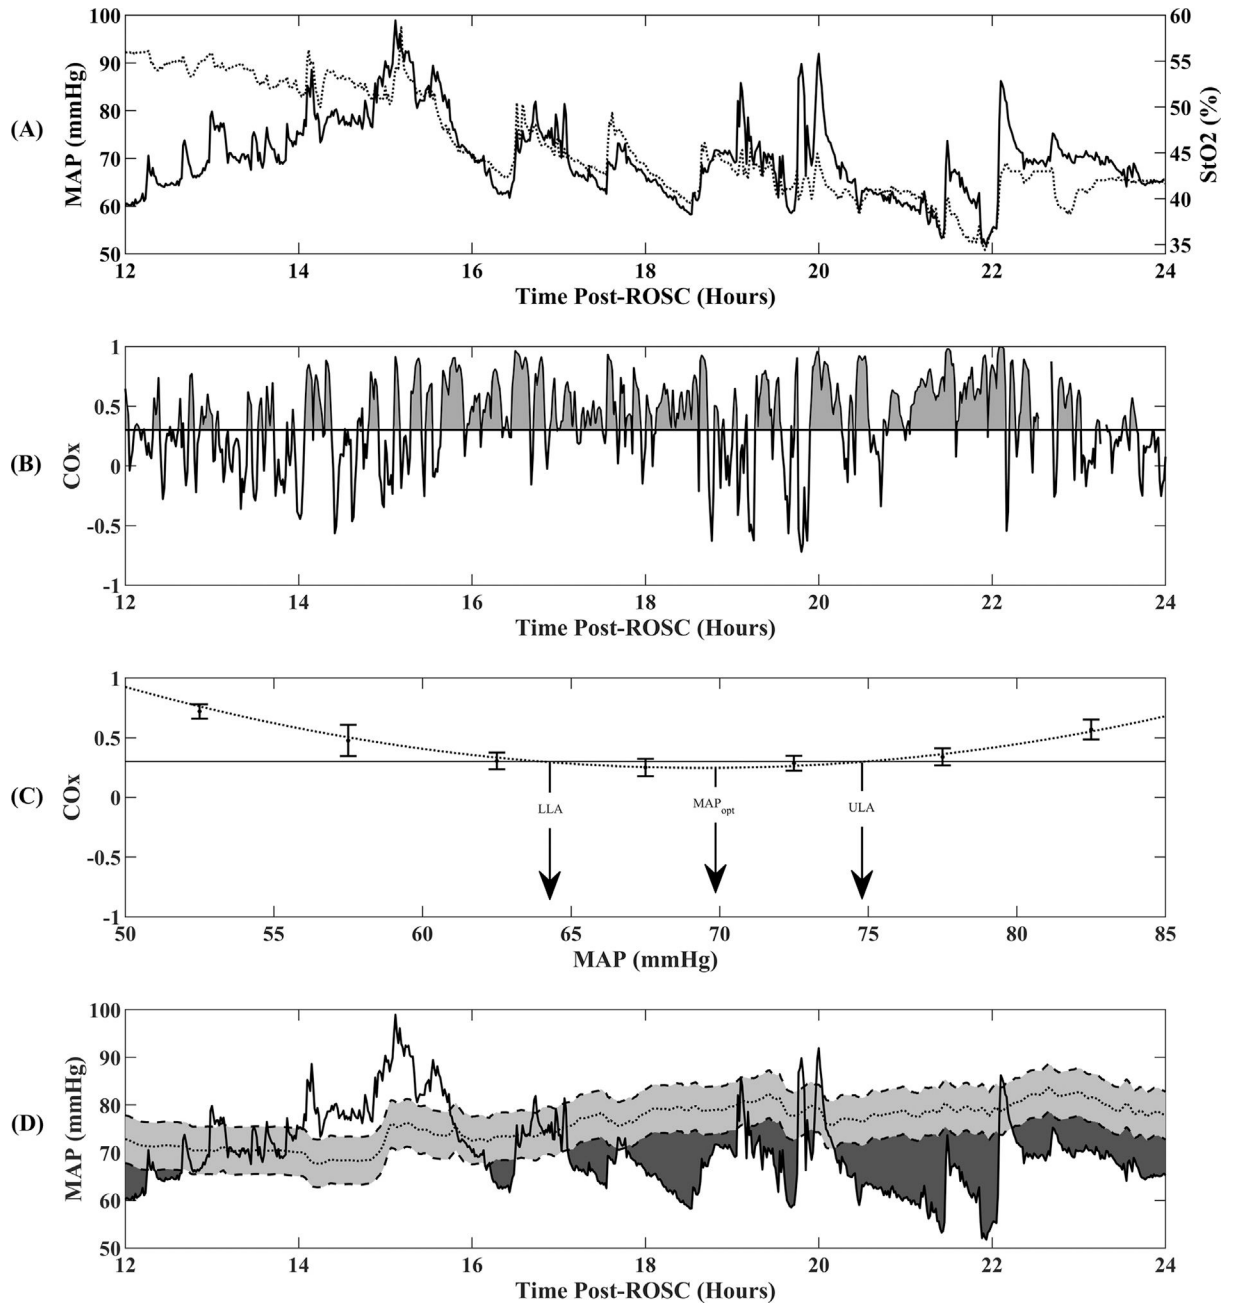 100
90
80
70
60
50
MAP (mmHg)
(A)
60
55
50
45
40
35
StO2 (%)
12 14 16 18 20 22 24
Time Post-ROSC (Hours)
1
0.5
0
-0.5
-1
COx
(B)
12 14 16 18 20 22 24
Time Post-ROSC (Hours)
1
0.5
0
-0.5
-1
COx
(C)
LLA
MAPopt
ULA
50 55 60 65 70 75 80 85
MAP (mmHg)
100
90
80
70
60
50
MAP (mmHg)
(D)
12 14 16 18 20 22 24
Time Post-ROSC (Hours)